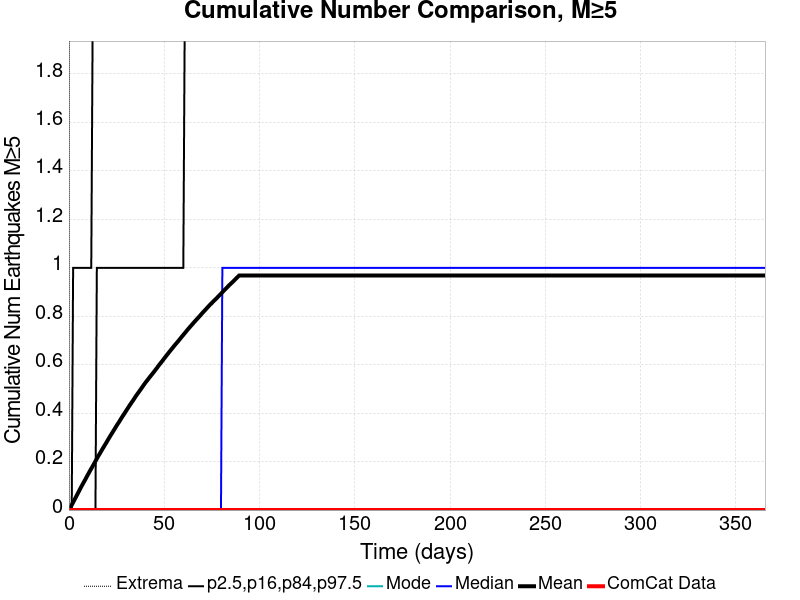 Cumulative Number Comparison, M≥5
Cumulative Num Earthquakes M≥5
1.8
1.6
1.4
1.2
1
0.8
0.6
0.4
0.2
0
0 50 100 150 200 250 300 350
Time (days)
Extrema p2.5,p16,p84,p97.5 Mode Median Mean ComCat Data